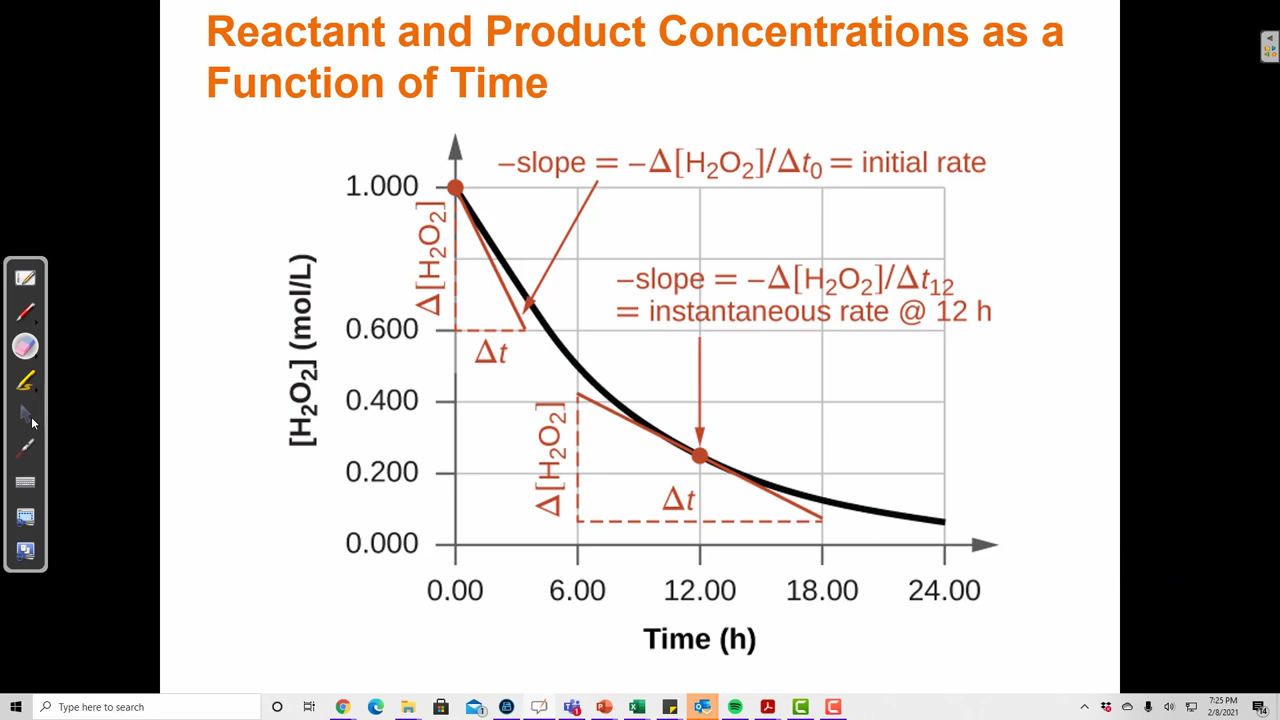 Reactant and Product Concentrations as a
Function of Time
–slope = –Δ[H₂O₂]/Δt₀ = initial rate
1.000
Δ[H₂O₂]
–slope = –Δ[H₂O₂]/Δt₁₂
= instantaneous rate @ 12 h
[H₂O₂] (mol/L)
0.600
Δt
0.400
Δ[H₂O₂]
0.200
Δt
0.000
0.00 6.00 12.00 18.00 24.00
Time (h)
Type here to search
7:25 PM
2/8/2021